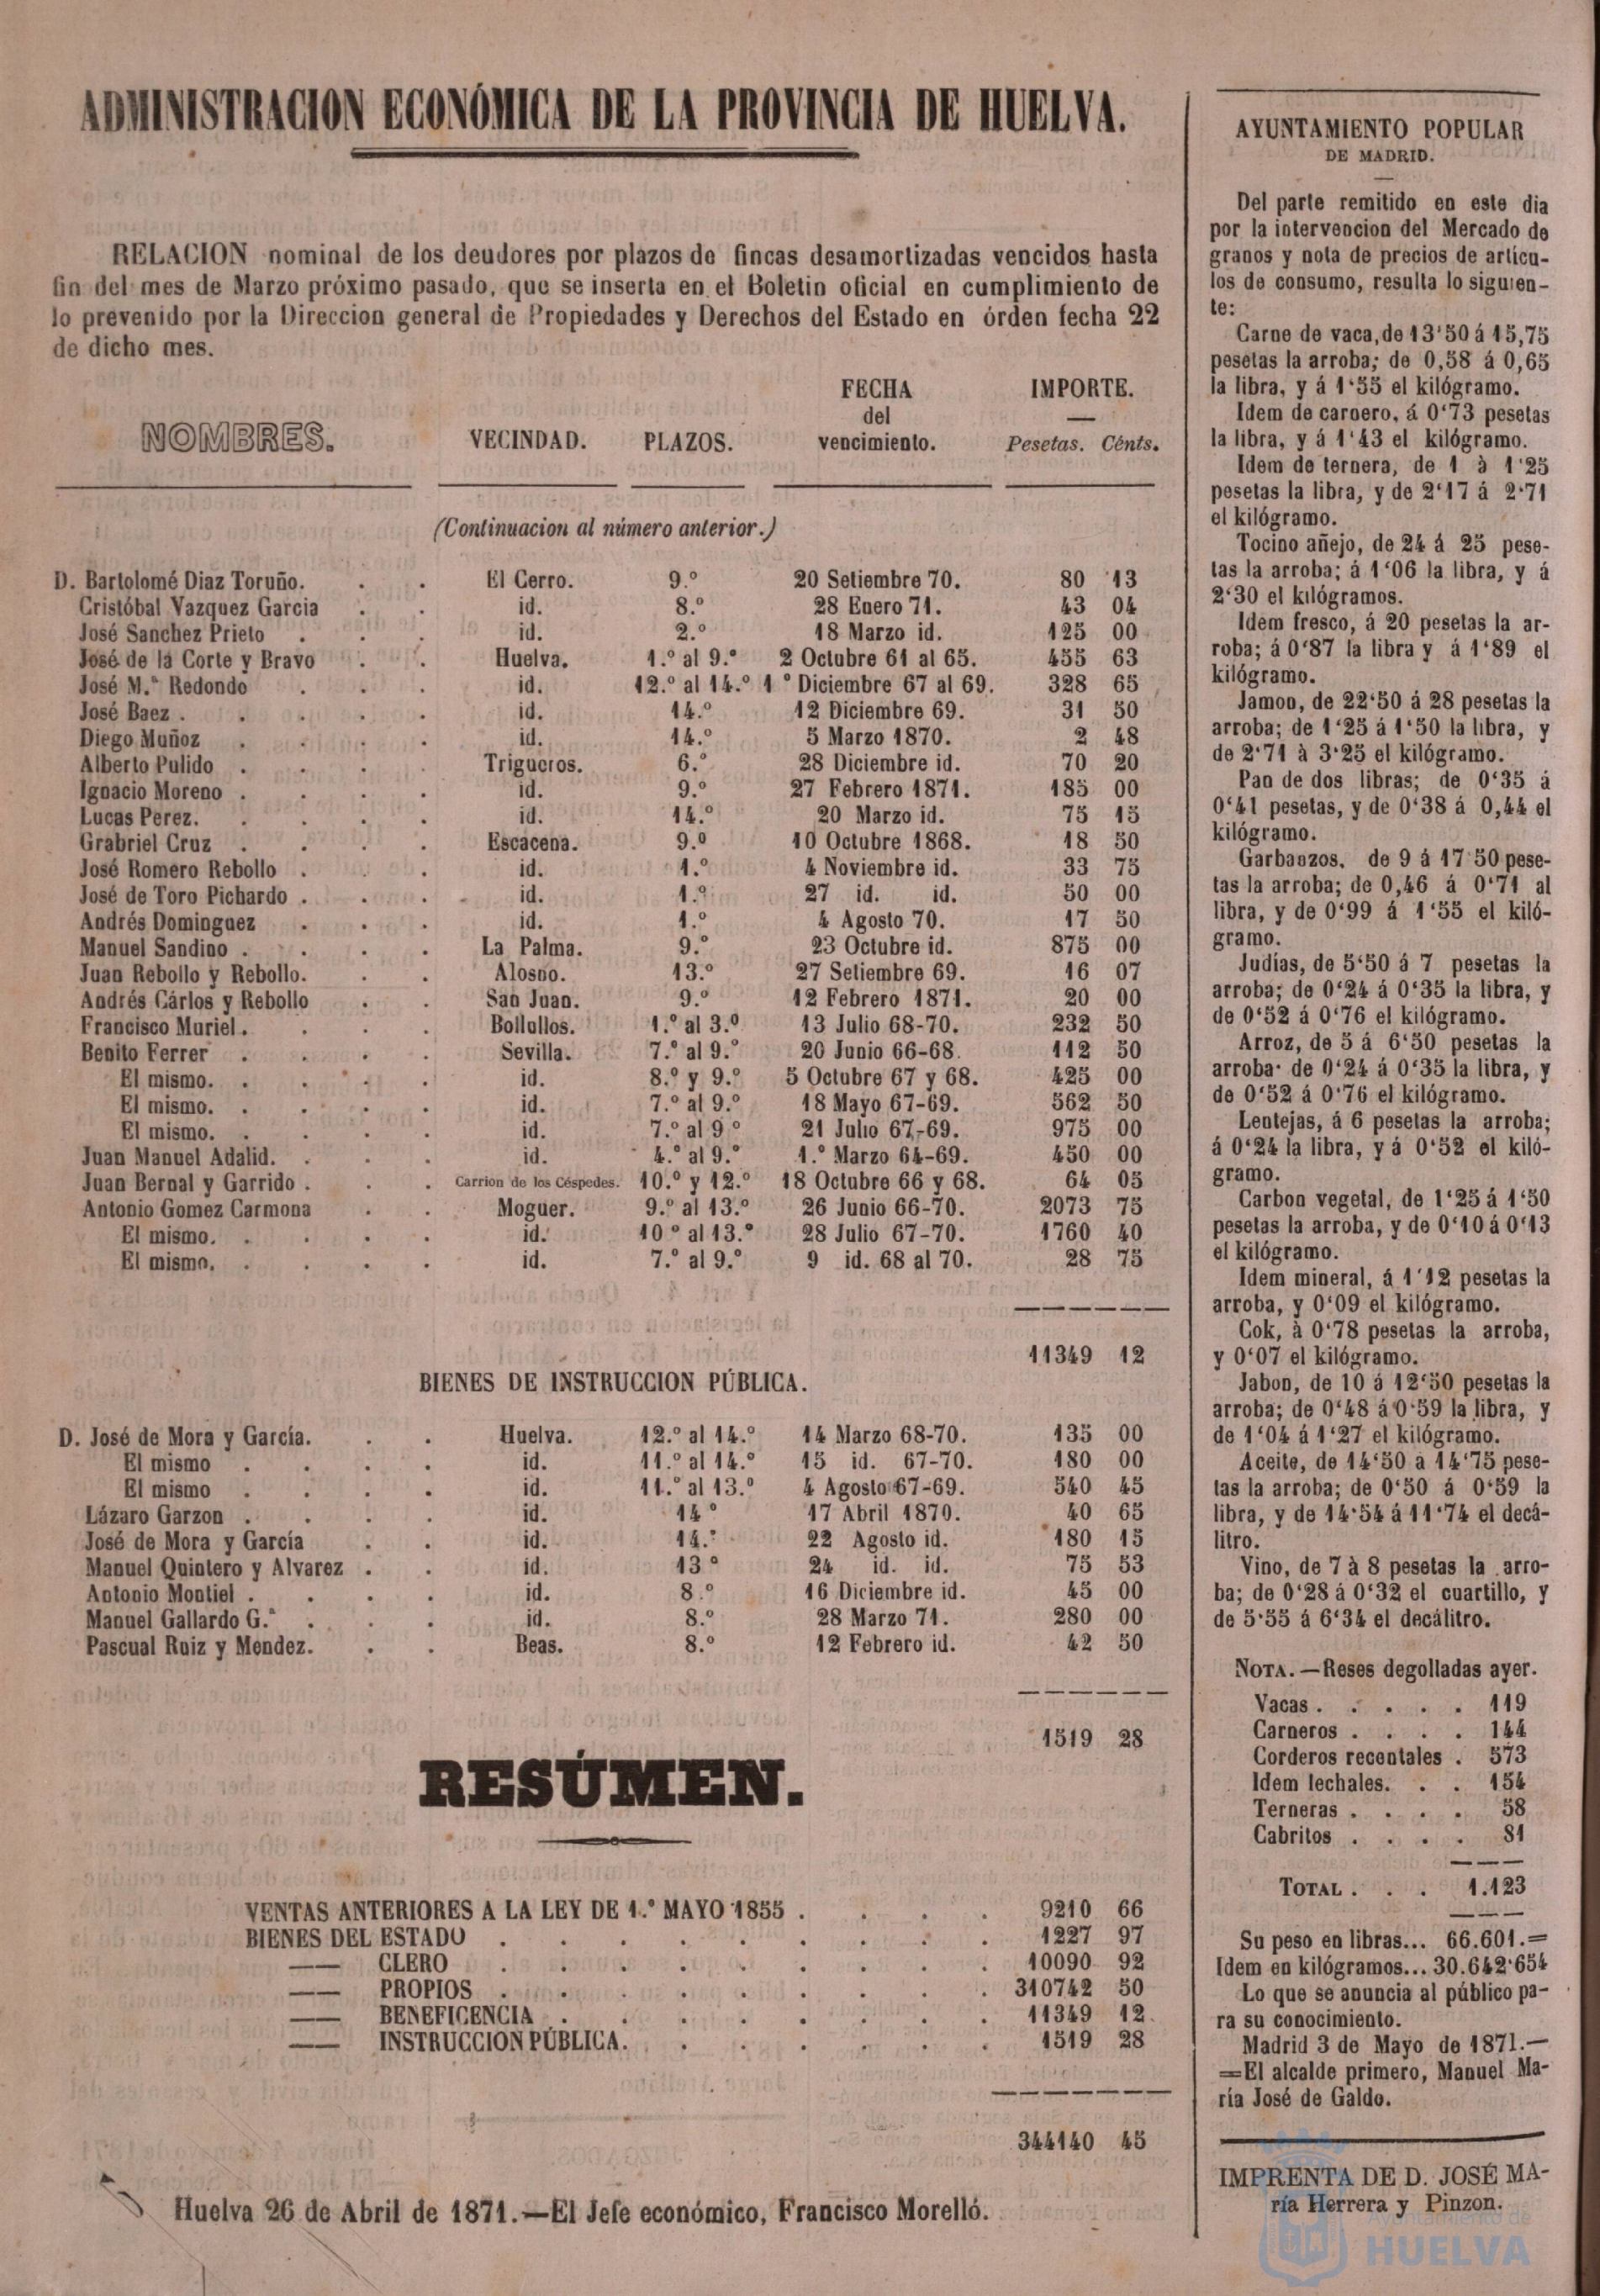 ADMINISTRACION ECONÓMICA DE LA PROVINCIA DE HUELVA.
RELACION nominal de los deudores por plazos de fincas desamortizadas vencidos hasta
fin del mes de Marzo próximo pasado, que se inserta en el Boletin oficial en cumplimiento de
lo prevenido por la Direccion general de Propiedades y Derechos del Estado en órden fecha 22
de dicho mes.
NOMBRES. VECINDAD. PLAZOS. FECHA del vencimiento. IMPORTE. Pesetas. Cénts.
(Continuacion al número anterior.)
D. Bartolomé Diaz Toruño. . . El Cerro. 9.º 20 Setiembre 70. 80 13
Cristóbal Vazquez Garcia . . id. 8.º 28 Enero 71. 43 04
José Sanchez Prieto . . . id. 2.º 18 Marzo id. 125 00
José de la Corte y Bravo . . Huelva. 1.º al 9.º 2 Octubre 61 al 65. 455 63
José M.ª Redondo . . . id. 12.º al 14.º 1 º Diciembre 67 al 69. 328 65
José Baez . . . . . id. 14.º 12 Diciembre 69. 31 50
Diego Muñoz . . . . id. 14.º 5 Marzo 1870. 2 48
Alberto Pulido . . . . Trigueros. 6.º 28 Diciembre id. 70 20
Ignacio Moreno . . . . id. 9.º 27 Febrero 1871. 185 00
Lucas Perez. . . . . id. 14.º 20 Marzo id. 75 15
Grabriel Cruz . . . . Escacena. 9.º 10 Octubre 1868. 18 50
José Romero Rebollo . . . id. 1.º 4 Noviembre id. 33 75
José de Toro Pichardo . . . id. 1.º 27 id. id. 50 00
Andrés Dominguez . . . id. 1.º 4 Agosto 70. 17 50
Manuel Sandino . . . . La Palma. 9.º 23 Octubre id. 875 00
Juan Rebollo y Rebollo. . . Alosno. 13.º 27 Setiembre 69. 16 07
Andrés Cárlos y Rebollo . . San Juan. 9.º 12 Febrero 1871. 20 00
Francisco Muriel . . . . Bollullos. 1.º al 3.º 13 Julio 68-70. 232 50
Benito Ferrer . . . . Sevilla. 7.º al 9.º 20 Junio 66-68. 112 50
El mismo. . . . . id. 8.º y 9.º 5 Octubre 67 y 68. 425 00
El mismo. . . . . id. 7.º al 9.º 18 Mayo 67-69. 562 50
El mismo. . . . . id. 7.º al 9 º 21 Julio 67-69. 975 00
Juan Manuel Adalid. . . . id. 4.º al 9.º 1.º Marzo 64-69. 450 00
Juan Bernal y Garrido . . . Carrion de los Céspedes. 10.º y 12.º 18 Octubre 66 y 68. 64 05
Antonio Gomez Carmona . . Moguer. 9.º al 13.º 26 Junio 66-70. 2073 75
El mismo. . . . . id. 10 º al 13.º 28 Julio 67-70. 1760 40
El mismo. . . . . id. 7.º al 9.º 9 id. 68 al 70. 28 75
11349 12
BIENES DE INSTRUCCION PÚBLICA.
D. José de Mora y García. . . Huelva. 12.º al 14.º 14 Marzo 68-70. 135 00
El mismo . . . . id. 11.º al 14.º 15 id. 67-70. 180 00
El mismo . . . . id. 11.º al 13.º 4 Agosto 67-69. 540 45
Lázaro Garzon . . . . id. 14 º 17 Abril 1870. 40 65
José de Mora y García . . id. 14.º 22 Agosto id. 180 15
Manuel Quintero y Alvarez . . id. 13 º 24 id. id. 75 53
Antonio Montiel . . . . id. 8.º 16 Diciembre id. 45 00
Manuel Gallardo G.ª . . . id. 8.º 28 Marzo 71. 280 00
Pascual Ruiz y Mendez. . . Beas. 8.º 12 Febrero id. 42 50
1519 28
RESÚMEN.
VENTAS ANTERIORES A LA LEY DE 1.º MAYO 1855 . . . . 9210 66
BIENES DEL ESTADO . . . . . . . . . 1227 97
—— CLERO . . . . . . . . . 10090 92
—— PROPIOS . . . . . . . . . 310742 50
—— BENEFICENCIA . . . . . . . . 11349 12
—— INSTRUCCION PÚBLICA. . . . . . . 1519 28
344140 45
Huelva 26 de Abril de 1871.—El Jefe económico, Francisco Morelló.
AYUNTAMIENTO POPULAR
DE MADRID.
Del parte remitido en este dia
por la intervencion del Mercado de
granos y nota de precios de artícu-
los de consumo, resulta lo siguien-
te:
Carne de vaca, de 13'50 á 15,75
pesetas la arroba; de 0,58 á 0,65
la libra, y á 1'55 el kilógramo.
Idem de carnero, á 0'73 pesetas
la libra, y á 1'43 el kilógramo.
Idem de ternera, de 1 à 1'25
pesetas la libra, y de 2'17 á 2'71
el kilógramo.
Tocino añejo, de 24 á 25 pese-
tas la arroba; á 1'06 la libra, y á
2'30 el kilógramos.
Idem fresco, á 20 pesetas la ar-
roba; á 0'87 la libra y á 1'89 el
kilógramo.
Jamon, de 22'50 á 28 pesetas la
arroba; de 1'25 á 1'50 la libra, y
de 2'71 à 3'25 el kilógramo.
Pan de dos libras; de 0'35 á
0'41 pesetas, y de 0'38 á 0,44 el
kilógramo.
Garbanzos, de 9 á 17'50 pese-
tas la arroba; de 0,46 á 0'71 al
libra, y de 0'99 á 1'55 el kiló-
gramo.
Judías, de 5'50 á 7 pesetas la
arroba; de 0'24 á 0'35 la libra, y
de 0'52 á 0'76 el kilógramo.
Arroz, de 5 á 6'50 pesetas la
arroba· de 0'24 á 0'35 la libra, y
de 0'52 á 0'76 el kilógramo.
Lentejas, á 6 pesetas la arroba;
á 0'24 la libra, y á 0'52 el kiló-
gramo.
Carbon vegetal, de 1'25 á 1'50
pesetas la arroba, y de 0'10 á 0'13
el kilógramo.
Idem mineral, á 1'12 pesetas la
arroba, y 0'09 el kilógramo.
Cok, à 0'78 pesetas la arroba,
y 0'07 el kilógramo.
Jabon, de 10 á 12'50 pesetas la
arroba; de 0'48 á 0'59 la libra, y
de 1'04 á 1'27 el kilógramo.
Aceite, de 14'50 a 14'75 pese-
tas la arroba; de 0'50 á 0'59 la
libra, y de 14'54 á 11'74 el decá-
litro.
Vino, de 7 à 8 pesetas la arro-
ba; de 0'28 á 0'32 el cuartillo, y
de 5'55 á 6'34 el decálitro.
NOTA.—Reses degolladas ayer.
Vacas . . . . . . 119
Carneros . . . . . 144
Corderos recentales . 573
Idem lechales. . . 154
Terneras . . . . . 58
Cabritos . . . . . 81
TOTAL . . . 1.123
Su peso en libras... 66.601.=
Idem en kilógramos... 30.642'654
Lo que se anuncia al público pa-
ra su conocimiento.
Madrid 3 de Mayo de 1871.—
=El alcalde primero, Manuel Ma-
ría José de Galdo.
IMPRENTA DE D. JOSÉ MA-
ría Herrera y Pinzon.
Ayuntamiento de
HUELVA